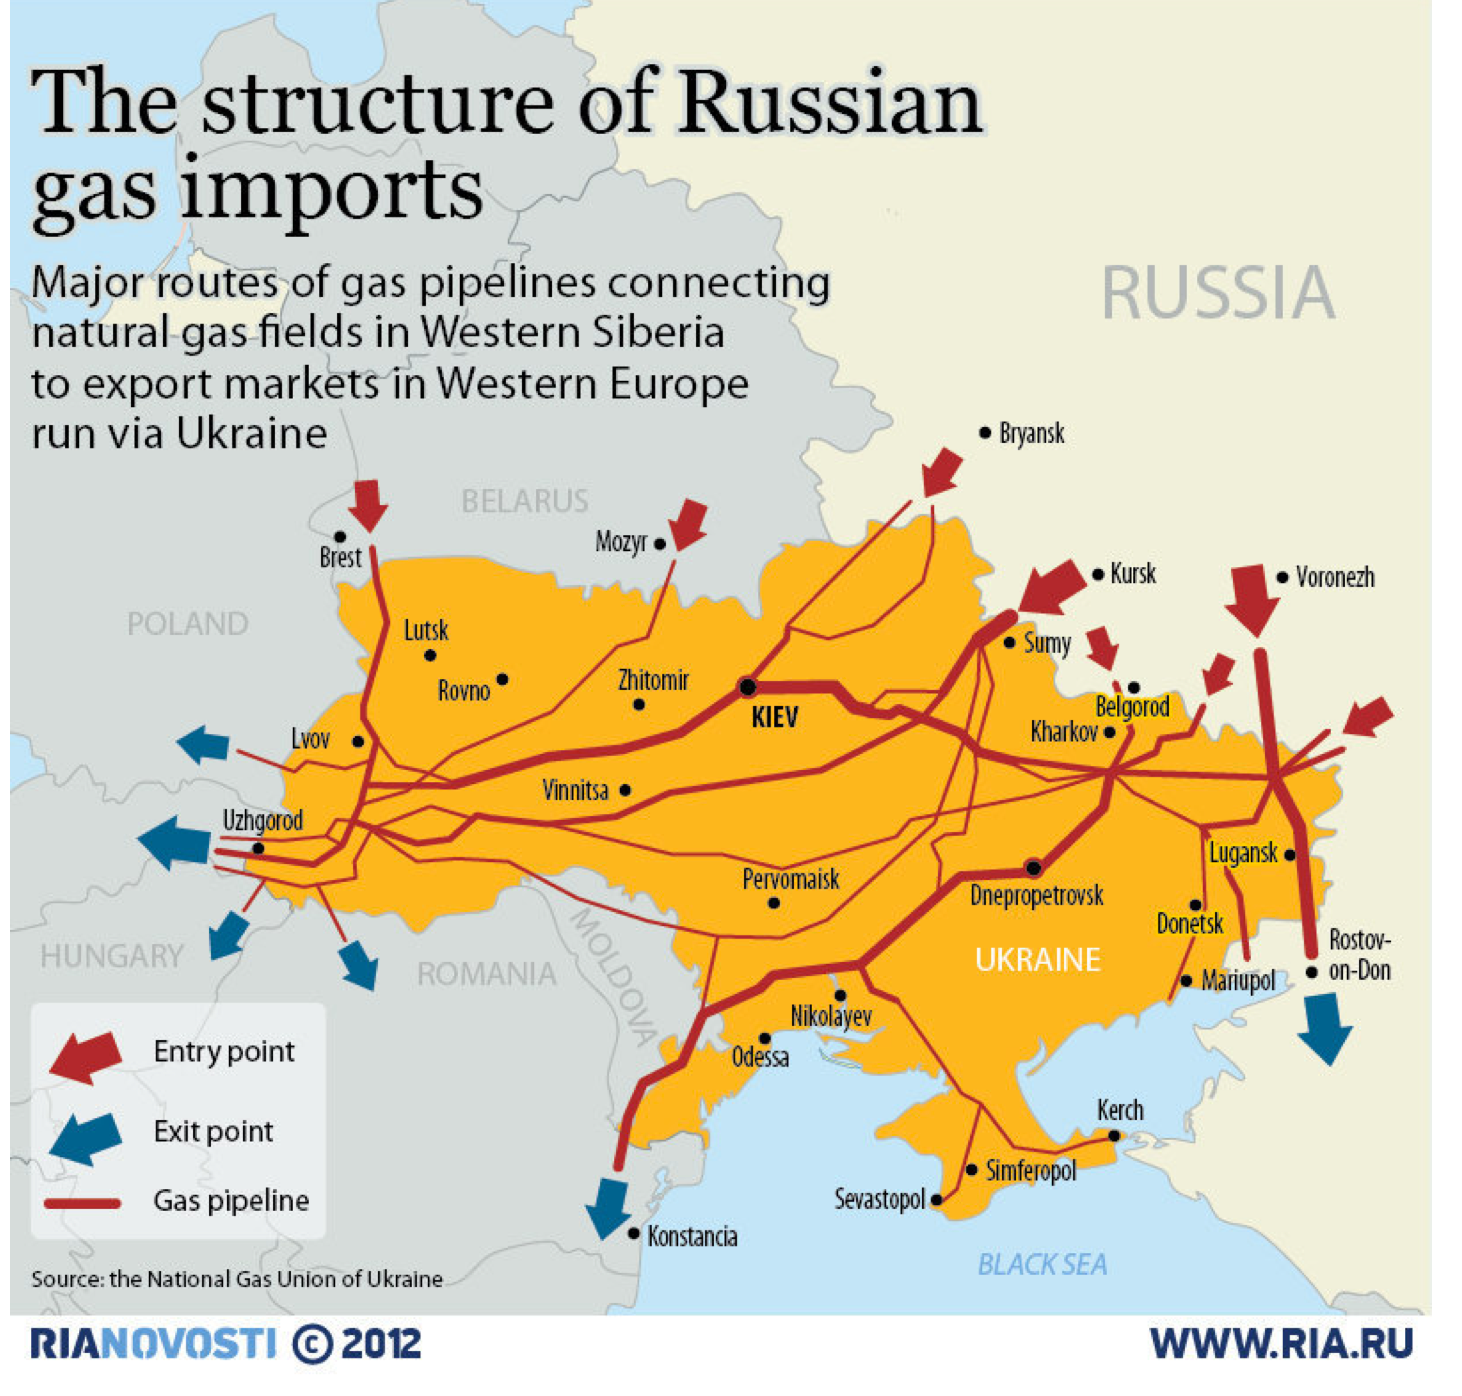 The structure of Russian
gas imports
Major routes of gas pipelines connecting
natural gas fields in Western Siberia
to export markets in Western Europe
run via Ukraine
RUSSIA
Bryansk
BELARUS
Mozyr
Brest
Kursk
Voronezh
POLAND
Lutsk
Sumy
Rovno
Zhitomir
Belgorod
KIEV
Kharkov
Lvov
Vinnitsa
Uzhgorod
Lugansk
Pervomaisk
Dnepropetrovsk
Donetsk
MOLDOVA
HUNGARY
ROMANIA
UKRAINE
Rostov-
on-Don
Mariupol
Nikolayev
Odessa
Entry point
Exit point
Gas pipeline
Kerch
Simferopol
Sevastopol
Konstancia
BLACK SEA
Source: the National Gas Union of Ukraine
RIANOVOSTI © 2012
WWW.RIA.RU